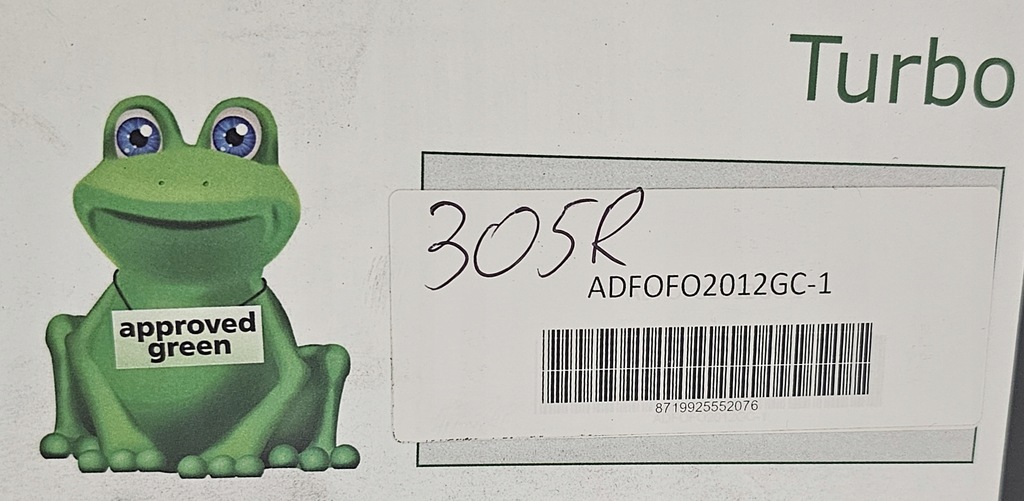 Turbo
305R
ADFOFO2012GC-1
8719925552076
approved
green